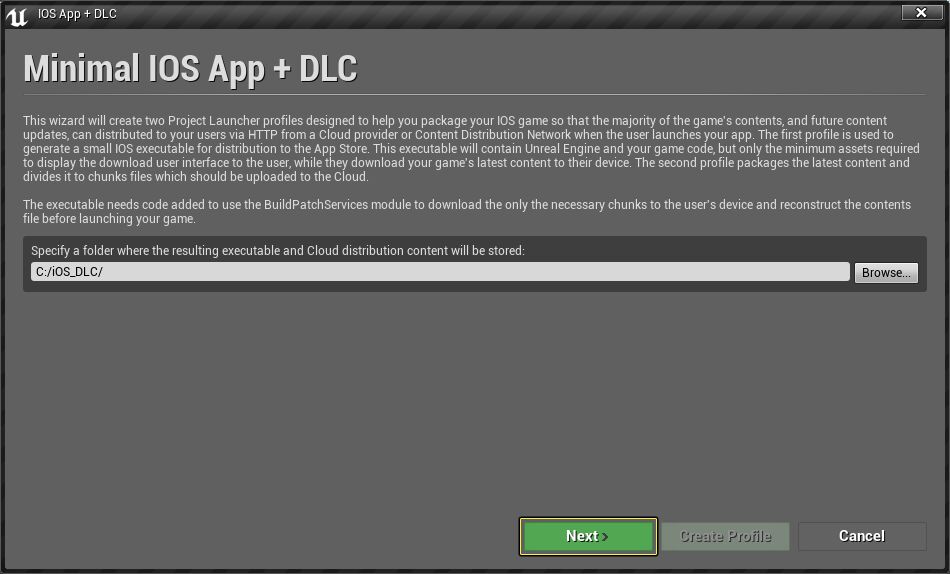 IOS App + DLC
Minimal IOS App + DLC
This wizard will create two Project Launcher profiles designed to help you package your IOS game so that the majority of the game's contents, and future content
updates, can distributed to your users via HTTP from a Cloud provider or Content Distribution Network when the user launches your app. The first profile is used to
generate a small IOS executable for distribution to the App Store. This executable will contain Unreal Engine and your game code, but only the minimum assets required
to display the download user interface to the user, while they download your game's latest content to their device. The second profile packages the latest content and
divides it to chunks files which should be uploaded to the Cloud.
The executable needs code added to use the BuildPatchServices module to download the only the necessary chunks to the user's device and reconstruct the contents
file before launching your game.
Specify a folder where the resulting executable and Cloud distribution content will be stored:
C:/iOS_DLC/
Browse...
Next >
Create Profile
Cancel